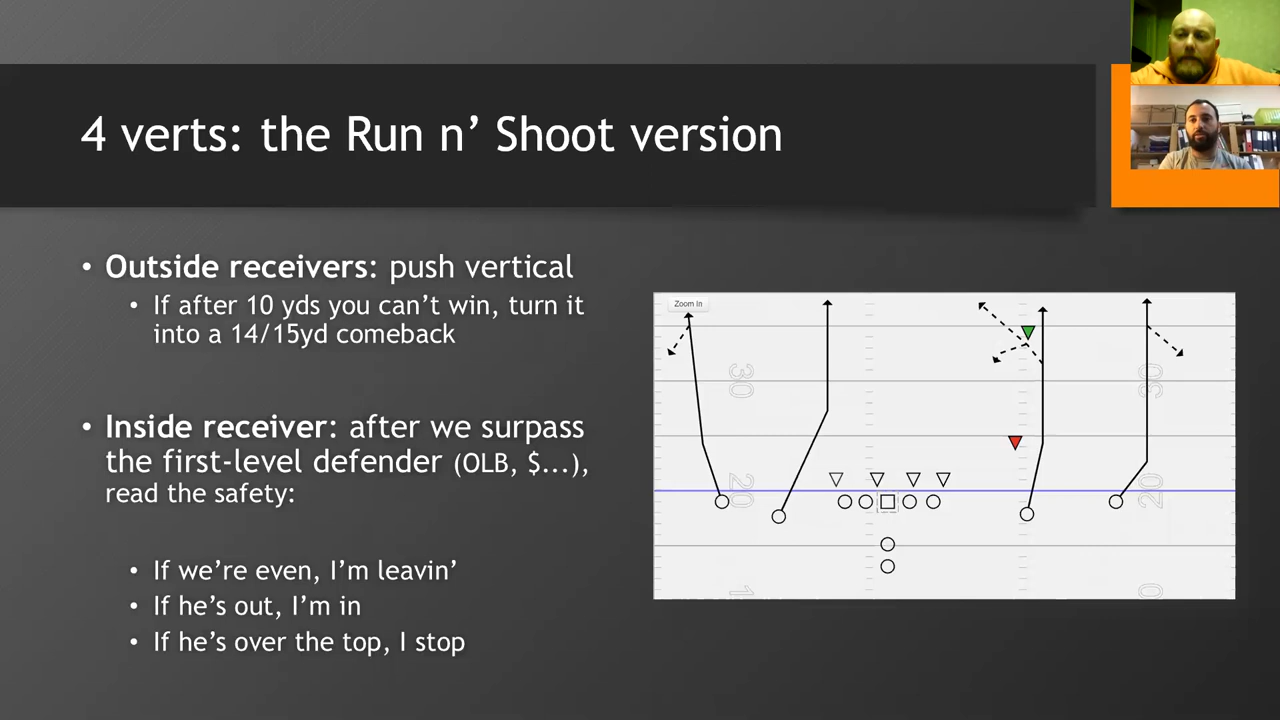 4 verts: the Run n’ Shoot version
• Outside receivers: push vertical
• If after 10 yds you can’t win, turn it
into a 14/15yd comeback
• Inside receiver: after we surpass
the first-level defender (OLB, $...),
read the safety:
• If we’re even, I’m leavin’
• If he’s out, I’m in
• If he’s over the top, I stop
Zoom In
30
30
20
20
1
0